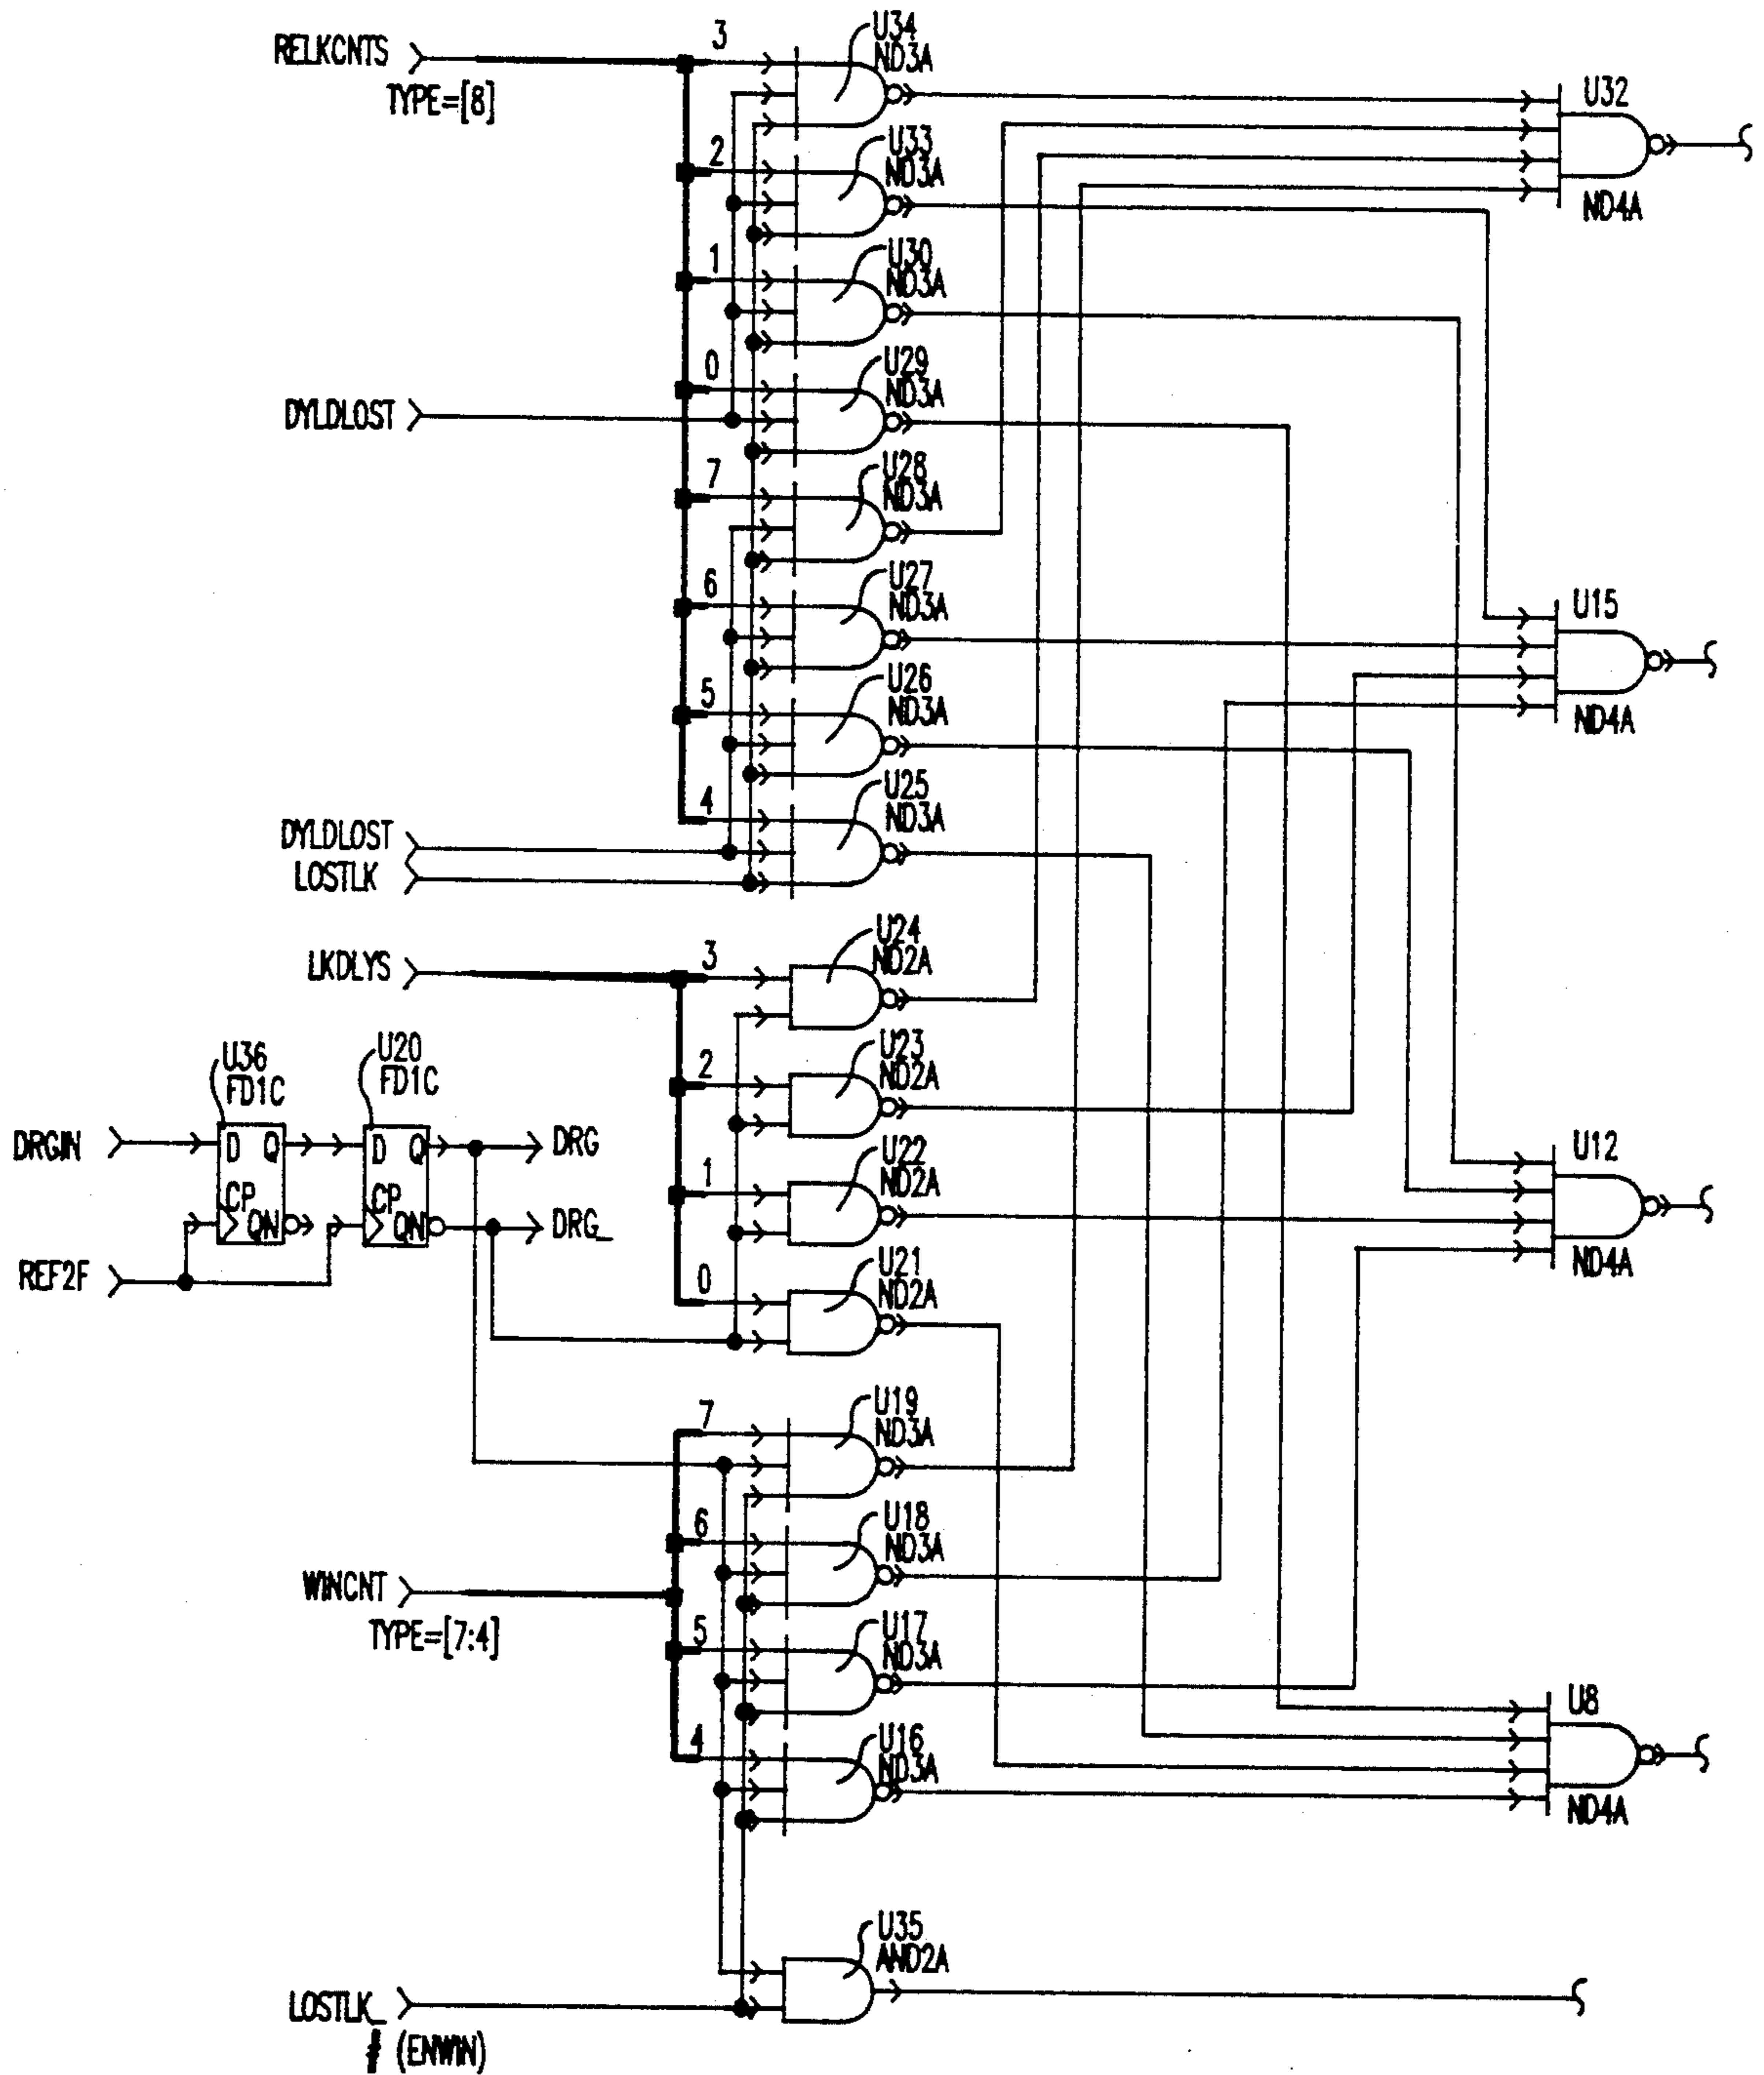 RELKCNTS
TYPE=[8]
3
U34
ND3A
U32
ND4A
2
U33
ND3A
1
U30
ND3A
0
U29
ND3A
DYLDLOST
7
U28
ND3A
6
U27
ND3A
U15
ND4A
5
U26
ND3A
4
U25
ND3A
DYLDLOST
LOSTLK
LKDLYS
3
U24
ND2A
2
U23
ND2A
U36
FD1C
U20
FD1C
DRGIN
D Q
CP
QN
D Q
CP
QN
DRG
DRG_
REF2F
1
U22
ND2A
U12
ND4A
0
U21
ND2A
7
U19
ND3A
6
U18
ND3A
WINCNT
TYPE=[7:4]
5
U17
ND3A
4
U16
ND3A
U8
ND4A
U35
AND2A
LOSTLK_
# (ENWIN)